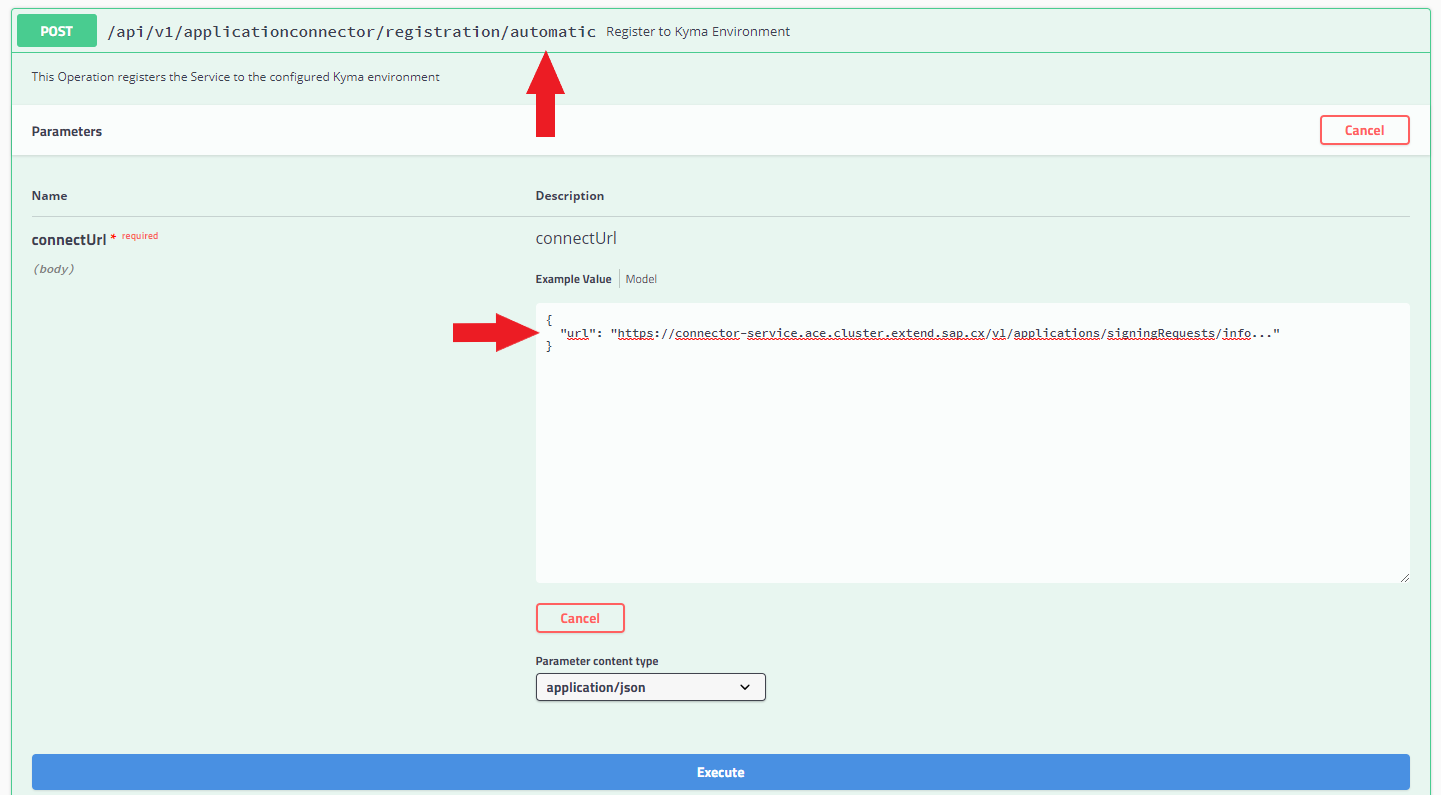 POST /api/v1/applicationconnector/registration/automatic Register to Kyma Environment
This Operation registers the Service to the configured Kyma environment
Parameters Cancel
Name Description
connectUrl * required connectUrl
(body)
Example Value Model
{
"url": "https://connector-service.ace.cluster.extend.sap.cx/v1/applications/signingRequests/info..."
}
Cancel
Parameter content type
application/json
Execute